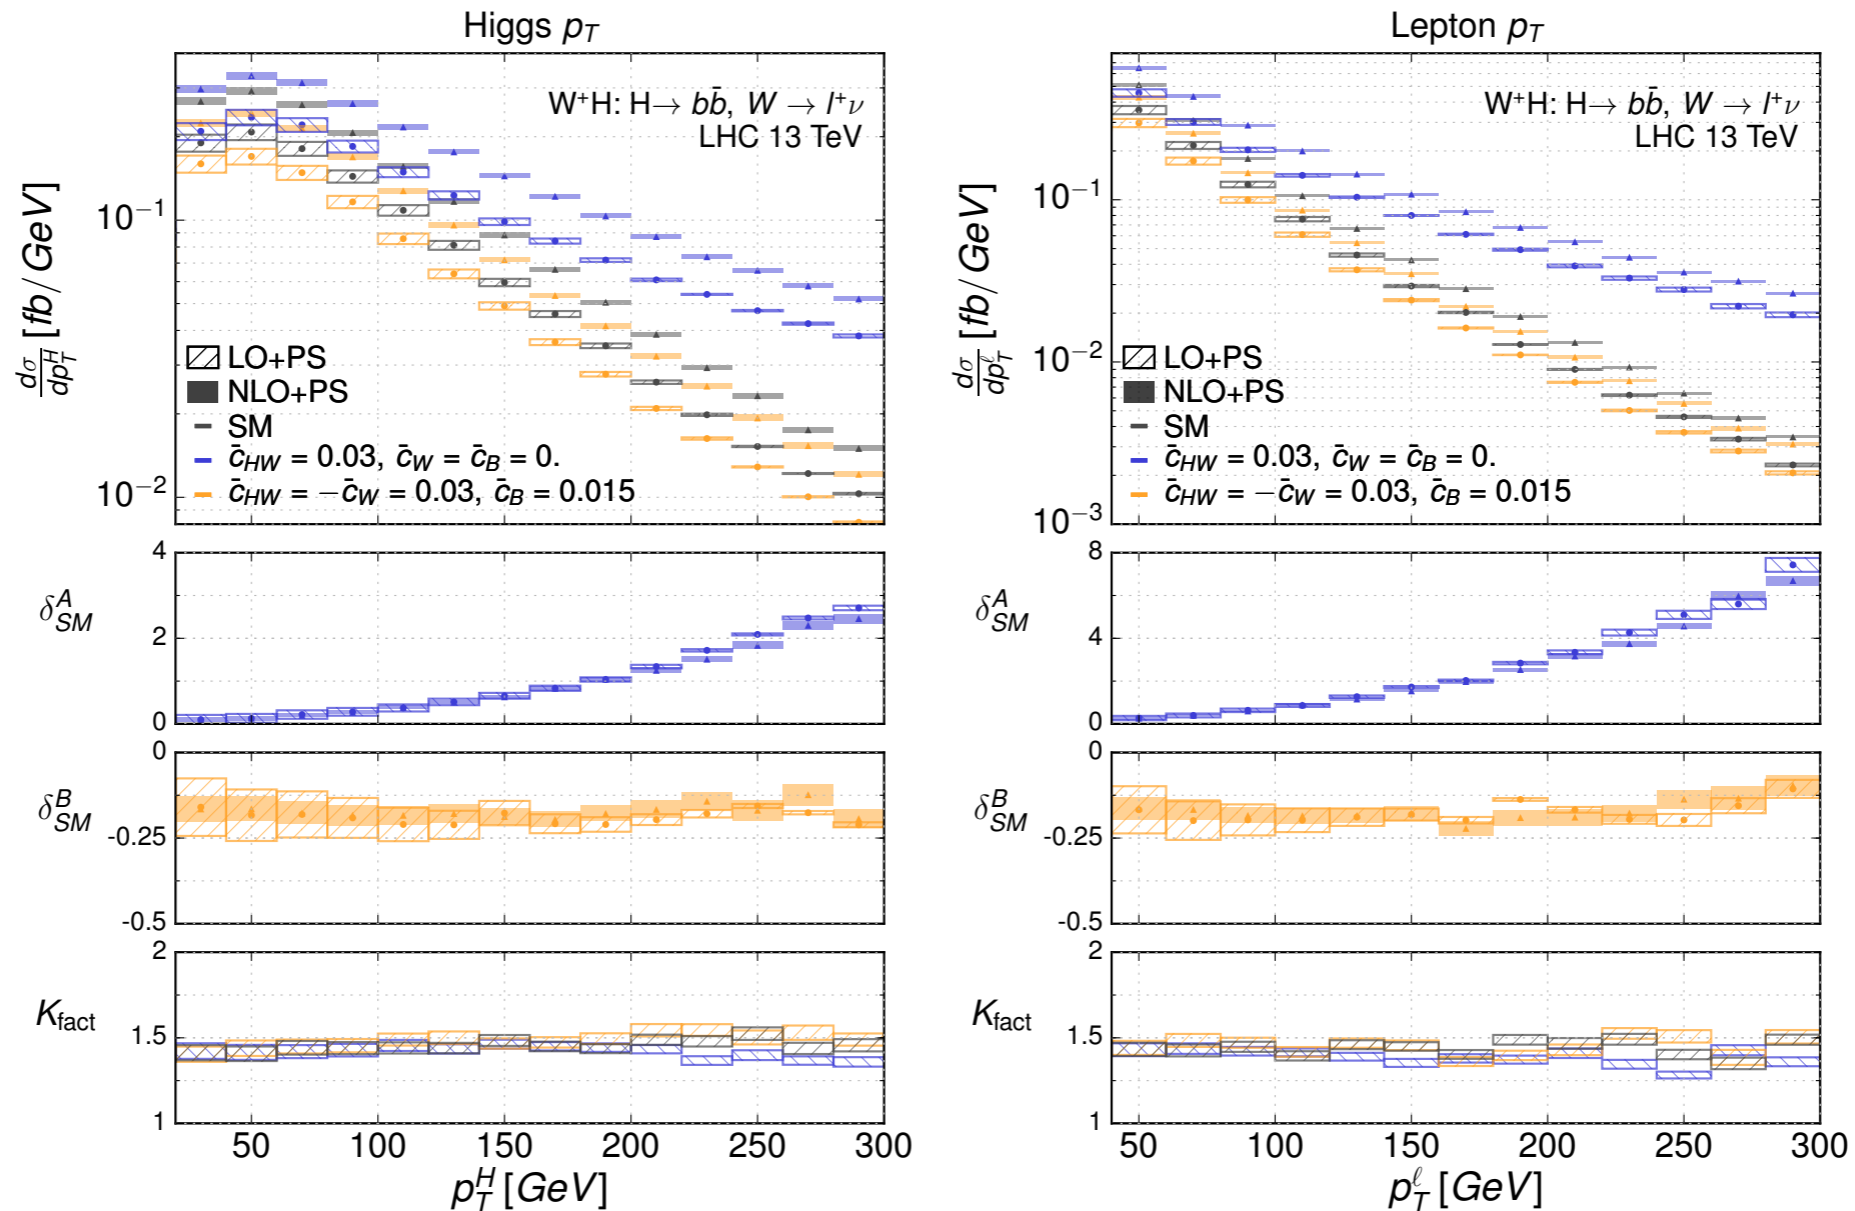 Higgs p_T
W⁺H: H→ bb̄, W → l⁺ν
LHC 13 TeV
dσ/dp_T^H [fb/GeV]
10⁻¹
10⁻²
LO+PS
NLO+PS
SM
c̄_HW = 0.03, c̄_W = c̄_B = 0.
c̄_HW = −c̄_W = 0.03, c̄_B = 0.015
δ^A_SM
4
2
0
δ^B_SM
0
-0.25
-0.5
K_fact
2
1.5
1
50 100 150 200 250 300
p_T^H [GeV]
Lepton p_T
W⁺H: H→ bb̄, W → l⁺ν
LHC 13 TeV
dσ/dp_T^ℓ [fb/GeV]
10⁻¹
10⁻²
10⁻³
LO+PS
NLO+PS
SM
c̄_HW = 0.03, c̄_W = c̄_B = 0.
c̄_HW = −c̄_W = 0.03, c̄_B = 0.015
δ^A_SM
8
4
0
δ^B_SM
0
-0.25
-0.5
K_fact
2
1.5
1
50 100 150 200 250 300
p_T^ℓ [GeV]